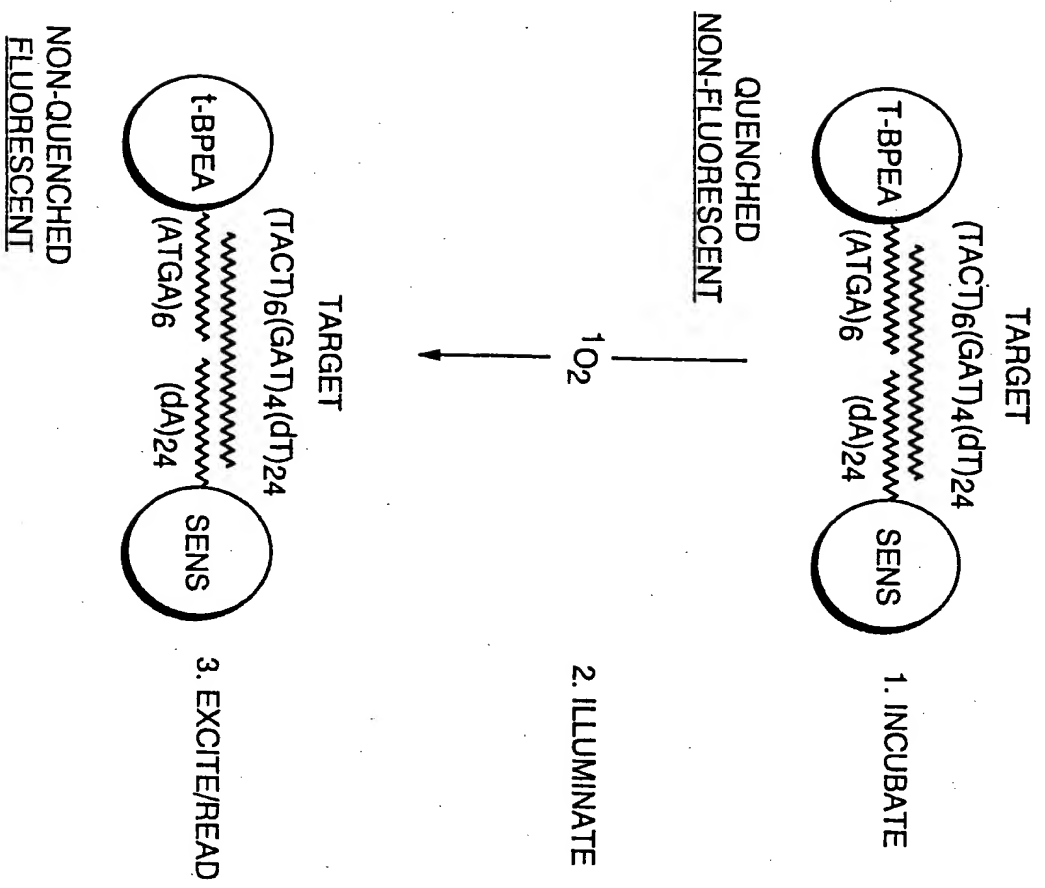 TARGET
(TACT)6(GAT)4(dT)24
T-BPEA
(ATGA)6
(dA)24
SENS
1. INCUBATE
QUENCHED
NON-FLUORESCENT
1O2
2. ILLUMINATE
TARGET
(TACT)6(GAT)4(dT)24
t-BPEA
(ATGA)6
(dA)24
SENS
3. EXCITE/READ
NON-QUENCHED
FLUORESCENT